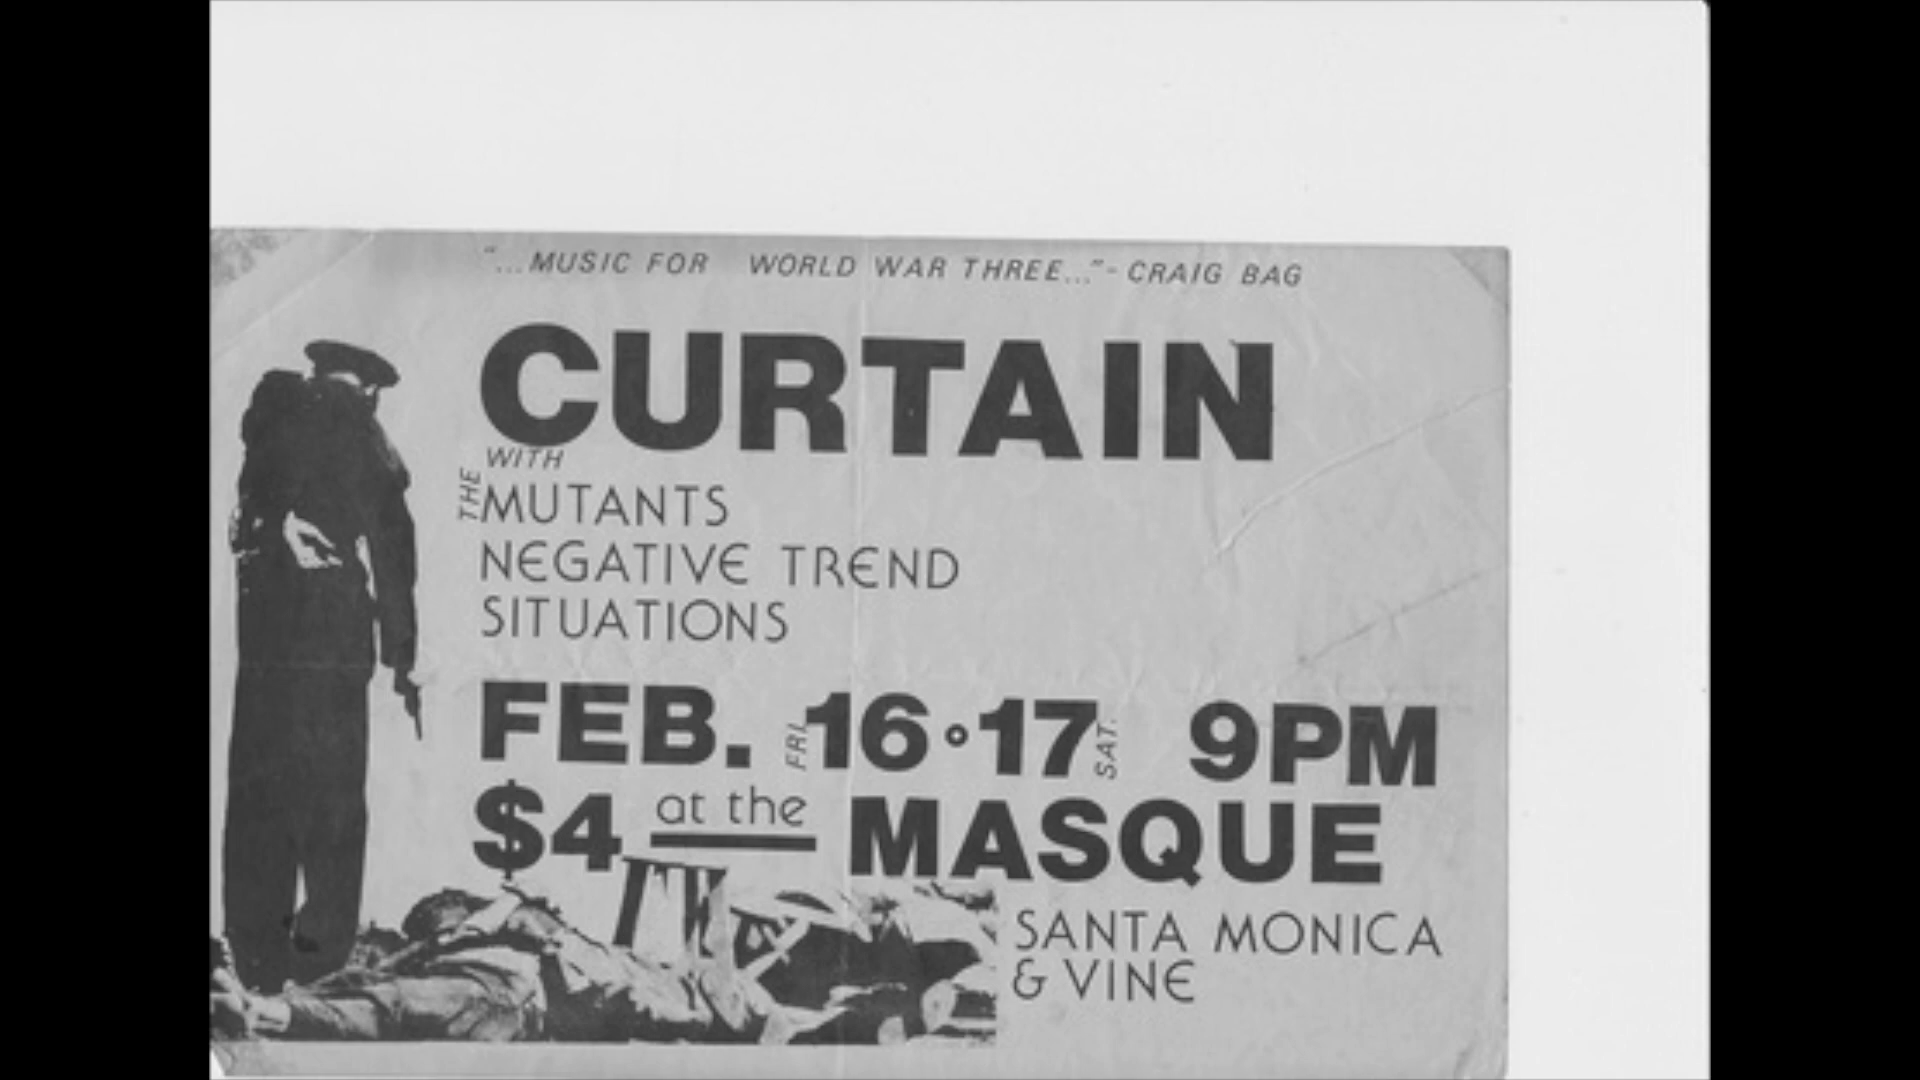 "...MUSIC FOR WORLD WAR THREE..."- CRAIG BAG
CURTAIN
WITH
THE MUTANTS
NEGATIVE TREND
SITUATIONS
FEB. FRI. 16 • 17 SAT. 9PM
$4 at the MASQUE
SANTA MONICA
& VINE